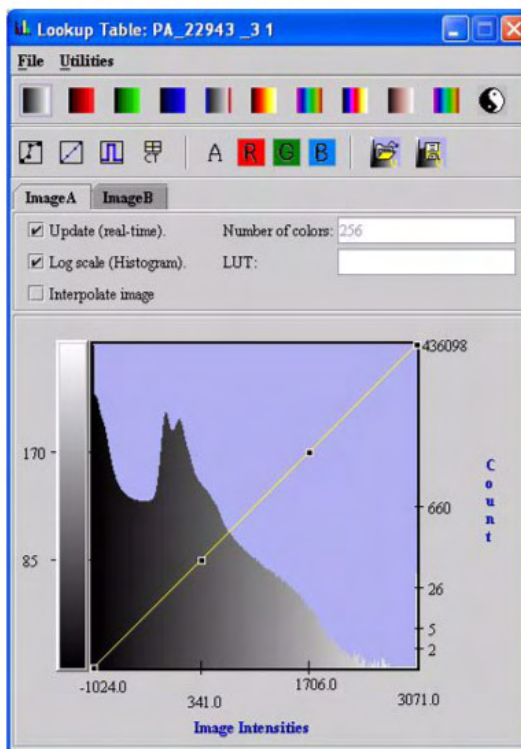 Lookup Table: PA_22943 _3 1
File Utilities
CT
A R G B
ImageA ImageB
Update (real-time). Number of colors: 256
Log scale (Histogram). LUT:
Interpolate image
436098
170
660
85
26
5
2
Count
-1024.0 341.0 1706.0 3071.0
Image Intensities